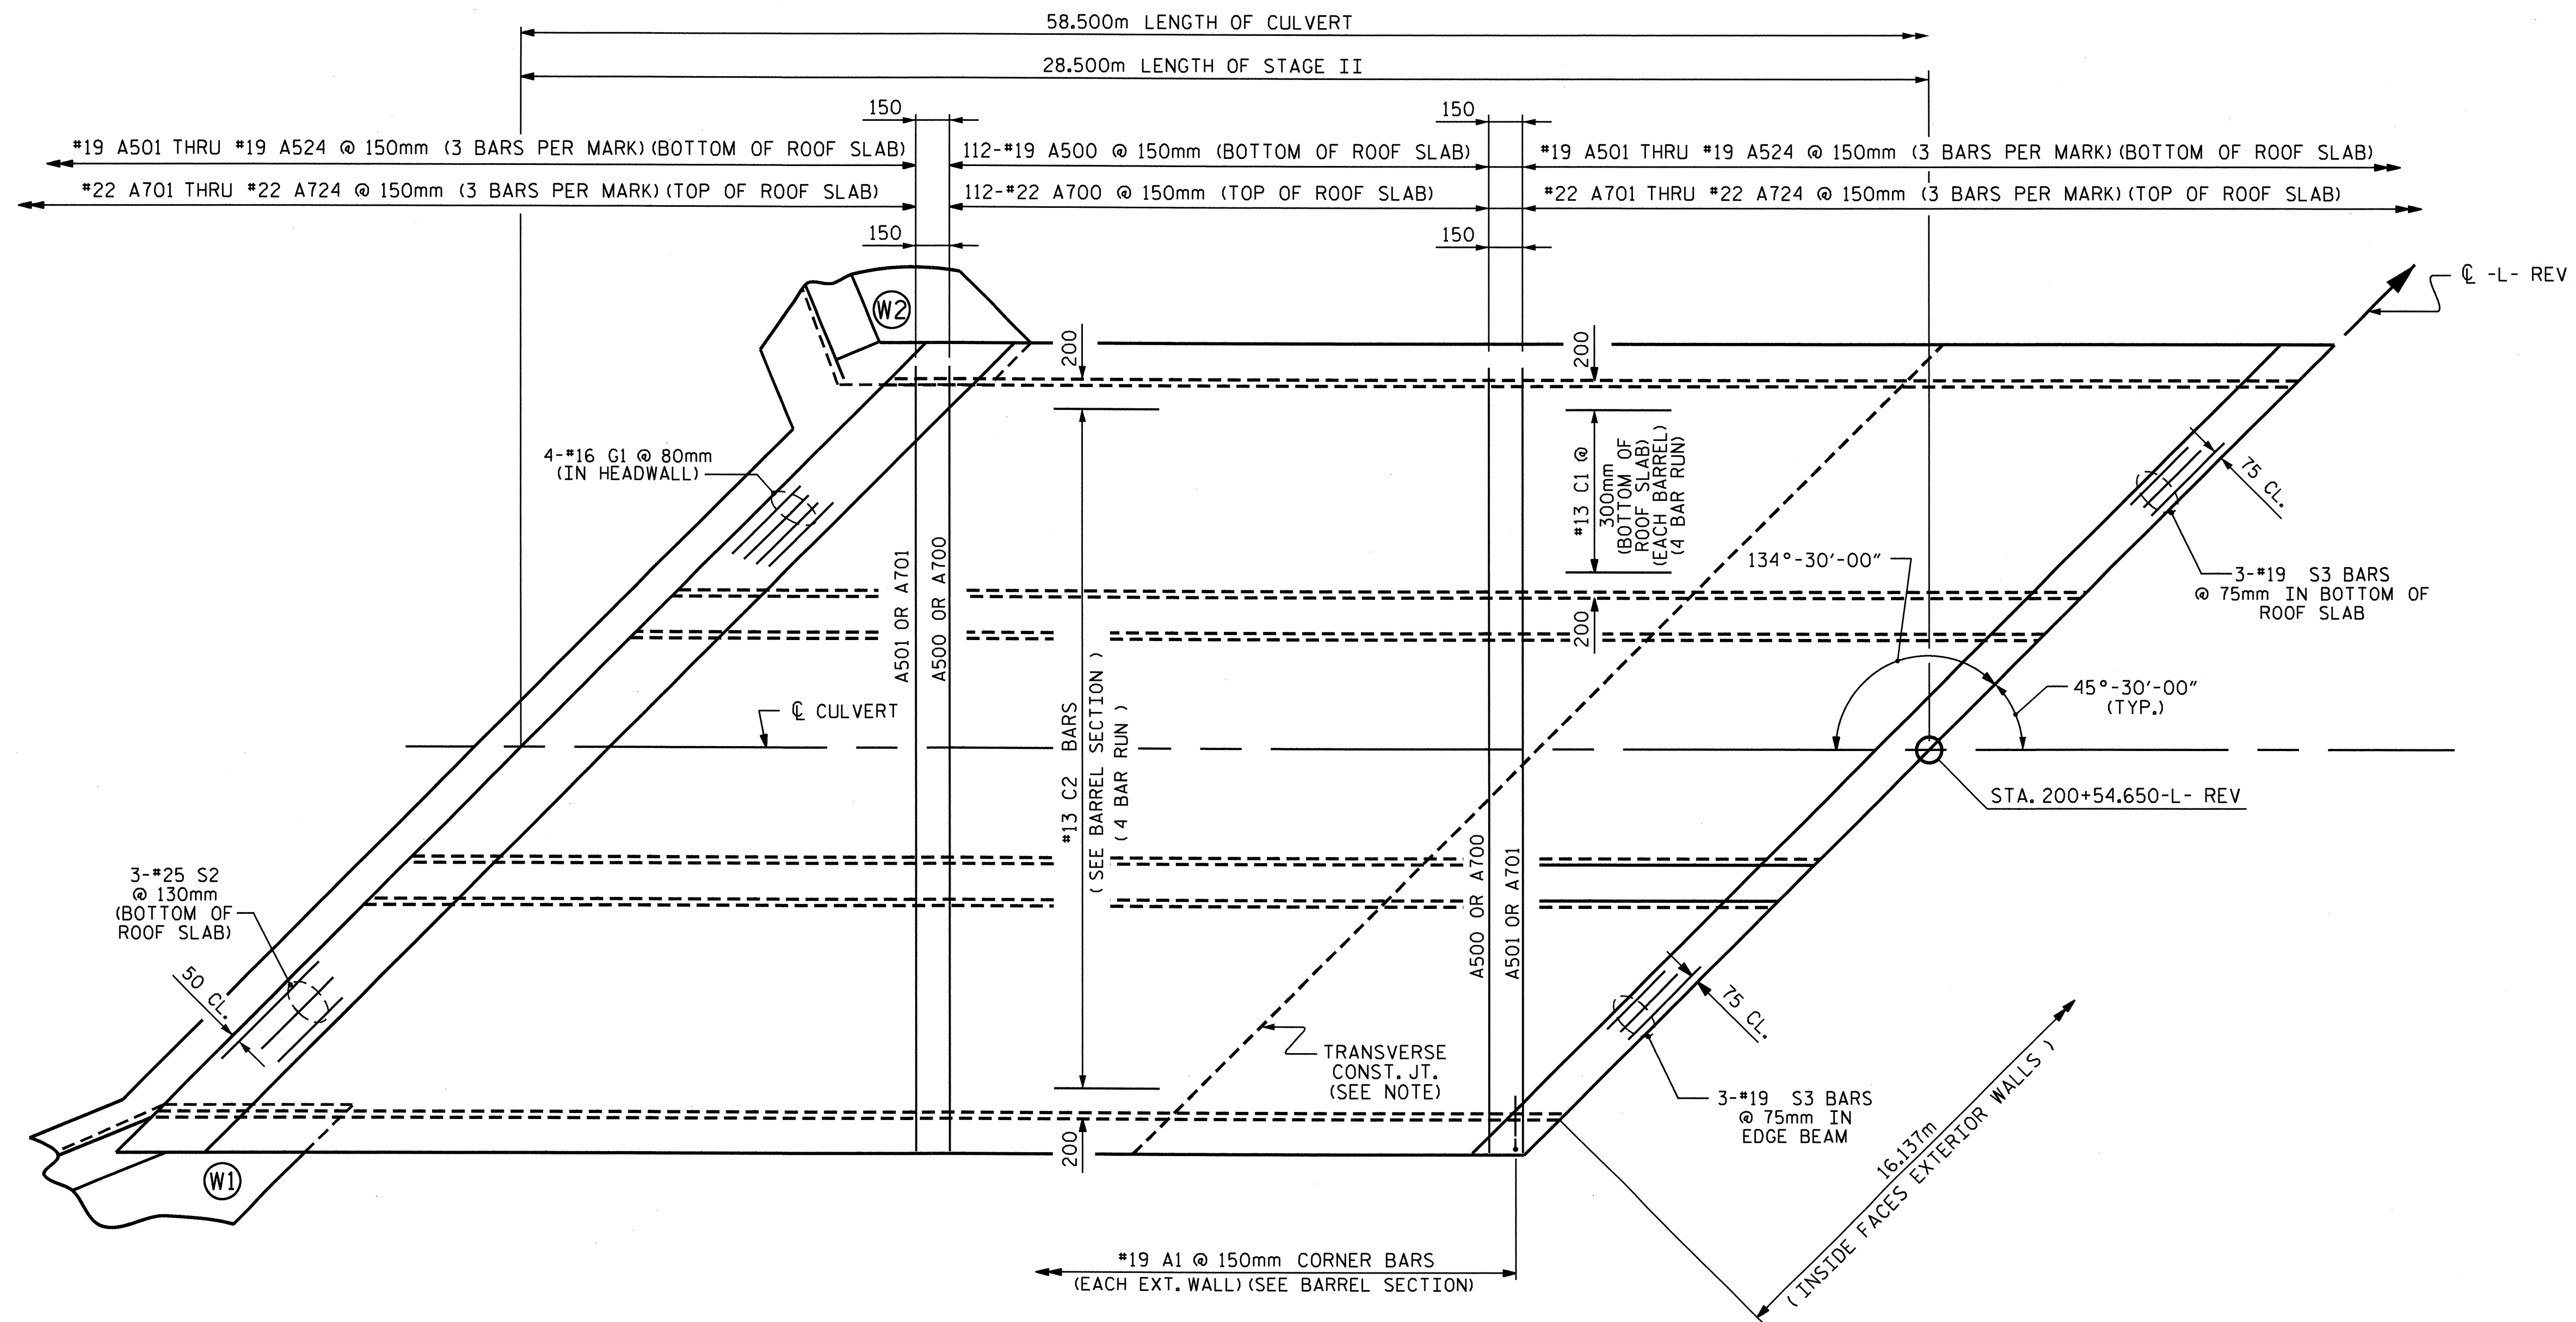 58.500m LENGTH OF CULVERT
28.500m LENGTH OF STAGE II
150
150
#19 A501 THRU #19 A524 @ 150mm (3 BARS PER MARK) (BOTTOM OF ROOF SLAB)
112-#19 A500 @ 150mm (BOTTOM OF ROOF SLAB)
#19 A501 THRU #19 A524 @ 150mm (3 BARS PER MARK) (BOTTOM OF ROOF SLAB)
#22 A701 THRU #22 A724 @ 150mm (3 BARS PER MARK) (TOP OF ROOF SLAB)
112-#22 A700 @ 150mm (TOP OF ROOF SLAB)
#22 A701 THRU #22 A724 @ 150mm (3 BARS PER MARK) (TOP OF ROOF SLAB)
150
150
℄ -L- REV
W2
200
200
4-#16 G1 @ 80mm
(IN HEADWALL)
#13 C1 @
300mm
(BOTTOM OF
ROOF SLAB)
(EACH BARREL)
(4 BAR RUN)
75 CL.
134°-30'-00"
3-#19 S3 BARS
@ 75mm IN BOTTOM OF
ROOF SLAB
A501 OR A701
A500 OR A700
200
45°-30'-00"
(TYP.)
℄ CULVERT
#13 C2 BARS
(SEE BARREL SECTION)
(4 BAR RUN)
STA. 200+54.650-L- REV
3-#25 S2
@ 130mm
(BOTTOM OF
ROOF SLAB)
A500 OR A700
A501 OR A701
50 CL.
75 CL.
TRANSVERSE
CONST. JT.
(SEE NOTE)
3-#19 S3 BARS
@ 75mm IN
EDGE BEAM
200
W1
16.137m
(INSIDE FACES EXTERIOR WALLS)
#19 A1 @ 150mm CORNER BARS
(EACH EXT. WALL) (SEE BARREL SECTION)